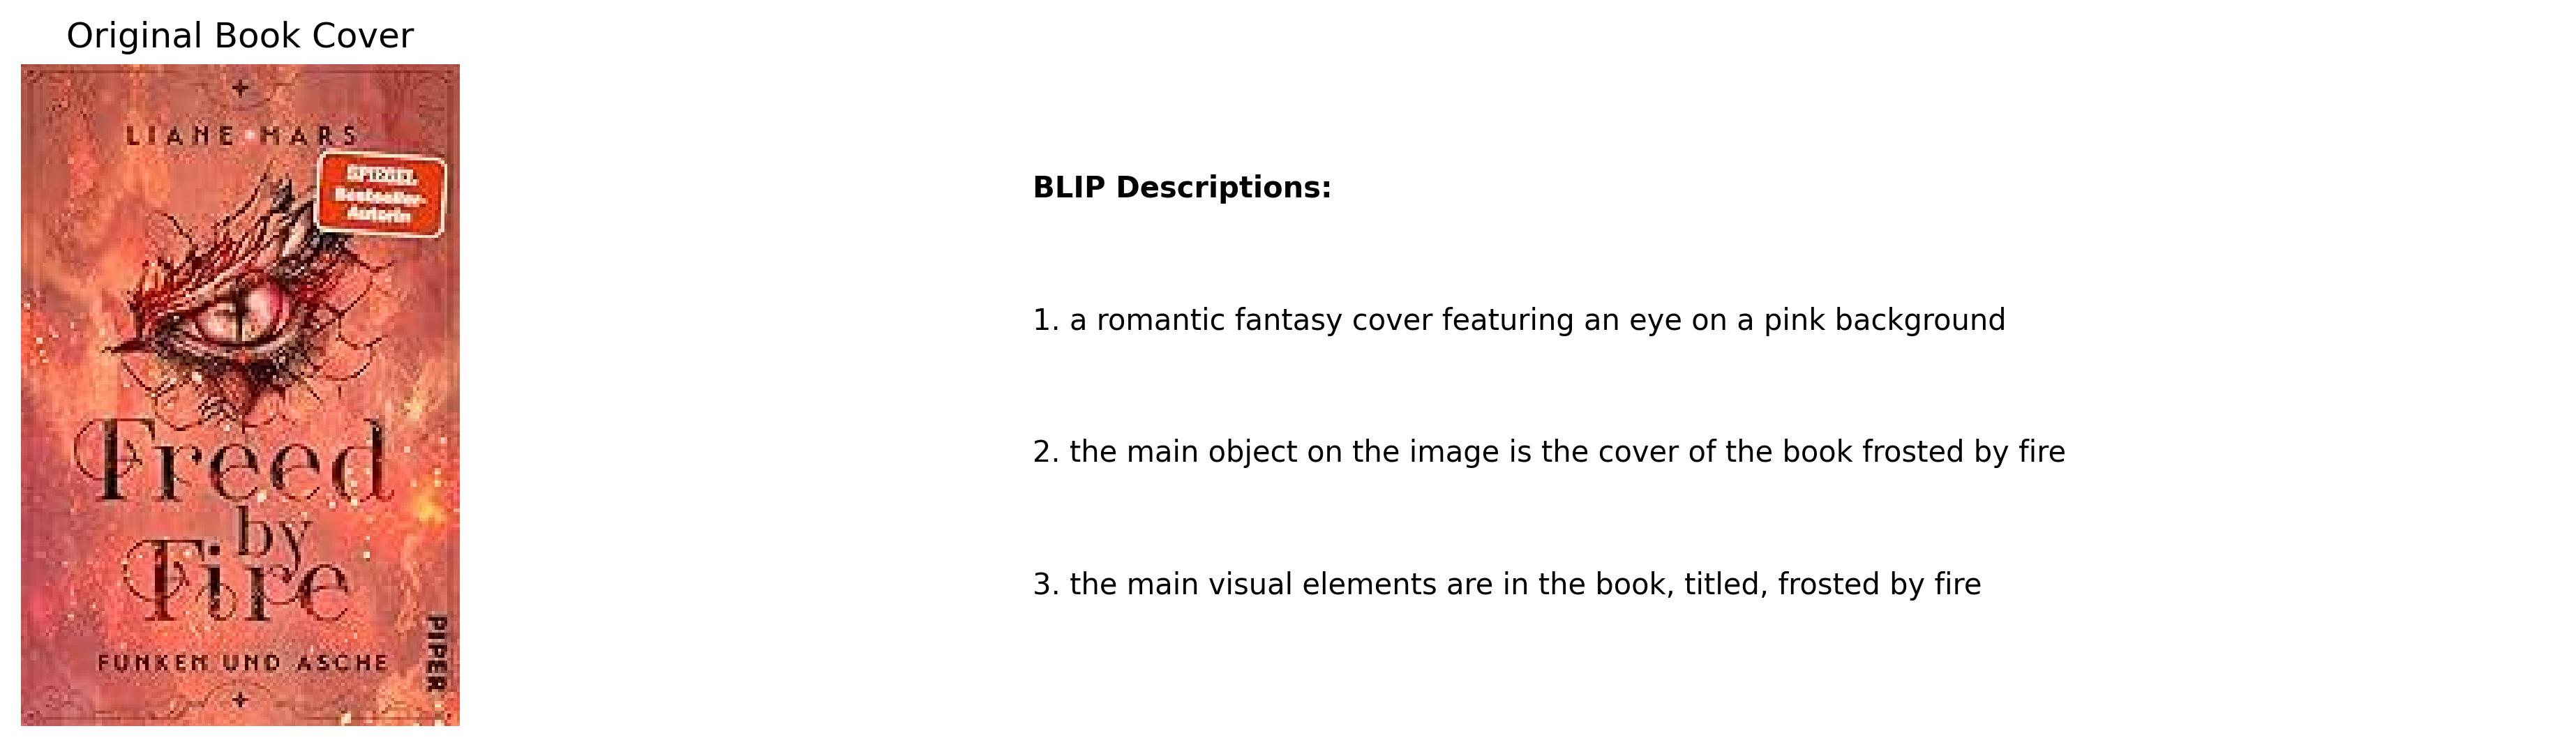 Original Book Cover
LIANE MARS
SPIEGEL
Bestseller-
Autorin
Freed
by
Fire
FUNKEN UND ASCHE
PIPER
BLIP Descriptions:
1. a romantic fantasy cover featuring an eye on a pink background
2. the main object on the image is the cover of the book frosted by fire
3. the main visual elements are in the book, titled, frosted by fire